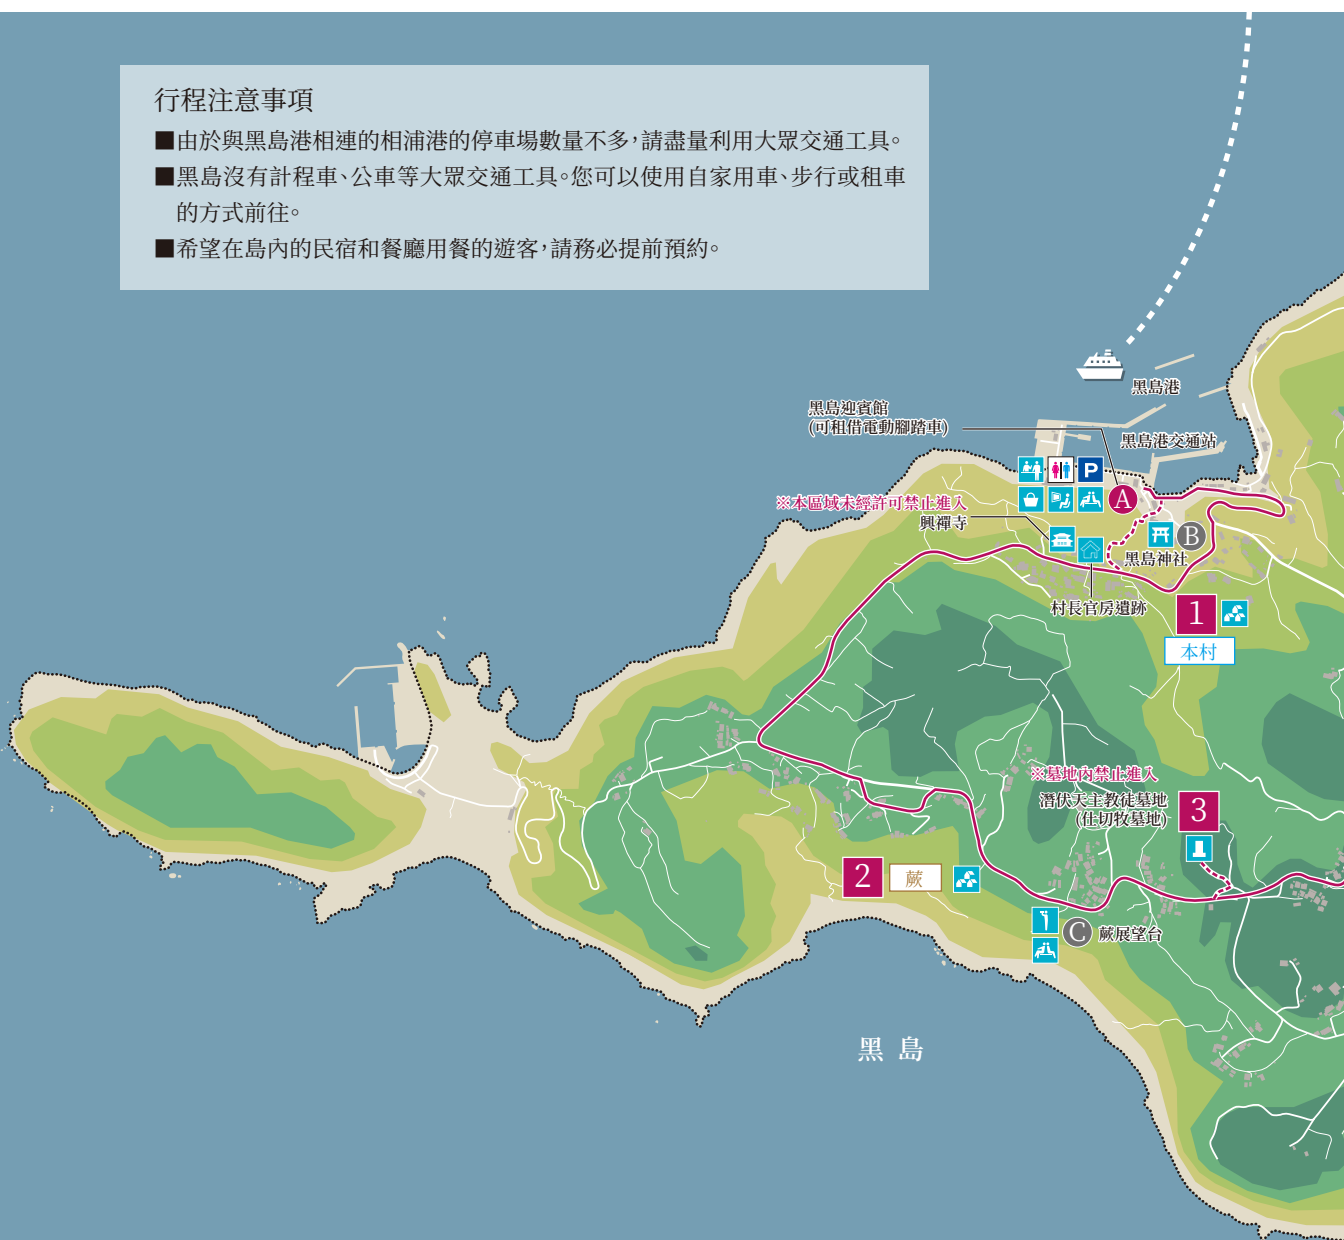 行程注意事項
■由於與黑島港相連的相浦港的停車場數量不多，請盡量利用大眾交通工具。
■黑島沒有計程車、公車等大眾交通工具。您可以使用自家用車、步行或租車
的方式前往。
■希望在島內的民宿和餐廳用餐的遊客，請務必提前預約。
黑島港
黑島迎賓館
(可租借電動腳踏車)
黑島港交通站
P
A
※本區域未經許可禁止進入
興禪寺
B
黑島神社
村長官房遺跡
1
本村
※墓地內禁止進入
潛伏天主教徒墓地
(仕切牧墓地)
3
2
蕨
C
蕨展望台
黑島